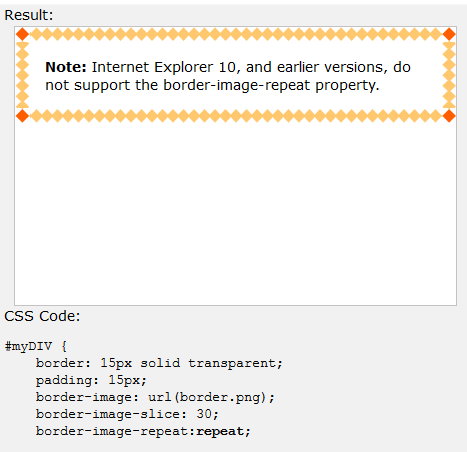 Result:
Note: Internet Explorer 10, and earlier versions, do
not support the border-image-repeat property.
CSS Code:
#myDIV {
    border: 15px solid transparent;
    padding: 15px;
    border-image: url(border.png);
    border-image-slice: 30;
    border-image-repeat:repeat;